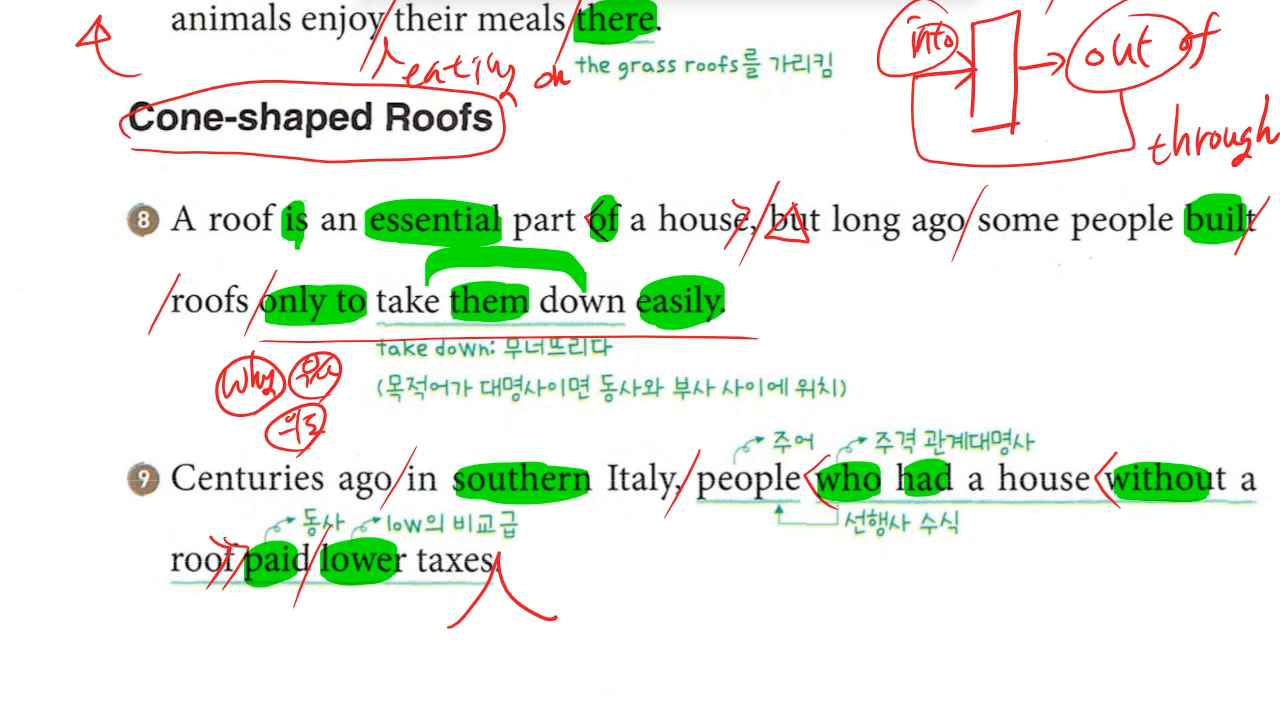 animals enjoy their meals there.
eating on
the grass roofs를 가리킴
into
out of
through
Cone-shaped Roofs
8 A roof is an essential part of a house, but long ago some people built
roofs only to take them down easily.
take down: 무너뜨리다
Why
(목적어가 대명사이면 동사와 부사 사이에 위치)
의도
주어 주격 관계대명사
9 Centuries ago in southern Italy, people who had a house without a
동사 low의 비교급 선행사 수식
roof paid lower taxes.